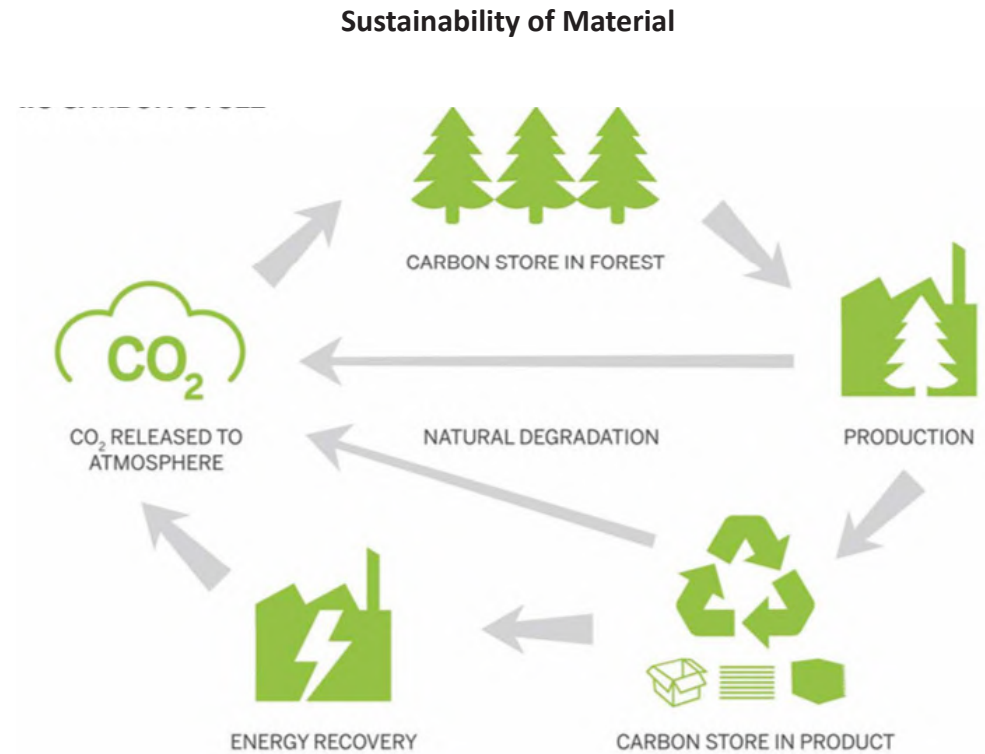 Sustainability of Material
CARBON STORE IN FOREST
CO₂
CO₂ RELEASED TO
ATMOSPHERE
NATURAL DEGRADATION
PRODUCTION
ENERGY RECOVERY
CARBON STORE IN PRODUCT